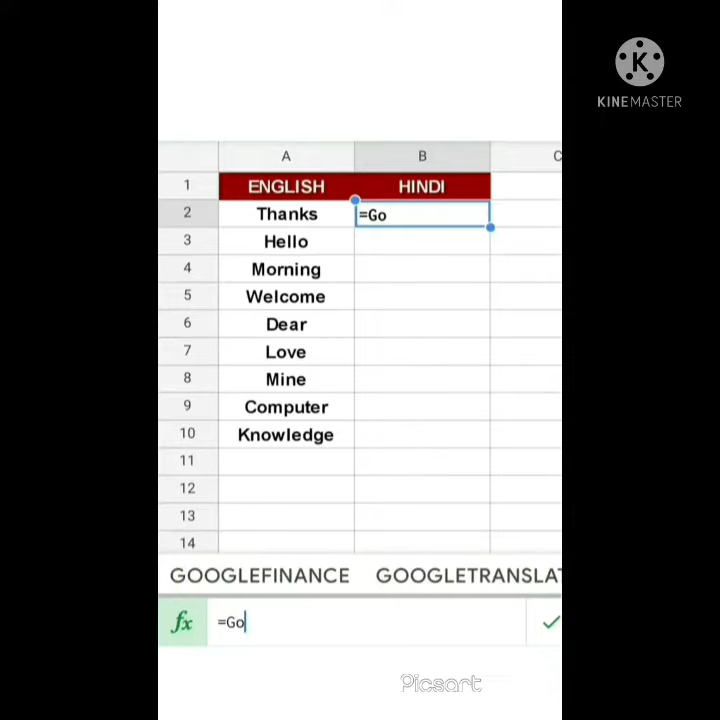 KINEMASTER
A B C
1 ENGLISH HINDI
2 Thanks =Go
3 Hello
4 Morning
5 Welcome
6 Dear
7 Love
8 Mine
9 Computer
10 Knowledge
11
12
13
14
GOOGLEFINANCE GOOGLETRANSLAT
fx =Go
Picsart